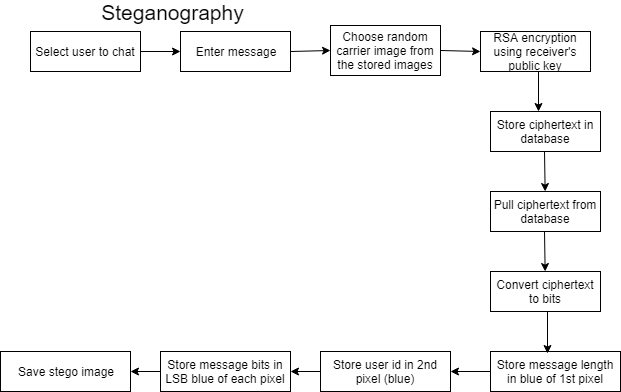 Steganography
Select user to chat
Enter message
Choose random
carrier image from
the stored images
RSA encryption
using receiver's
public key
Store ciphertext in
database
Pull ciphertext from
database
Convert ciphertext
to bits
Store message length
in blue of 1st pixel
Store user id in 2nd
pixel (blue)
Store message bits in
LSB blue of each pixel
Save stego image